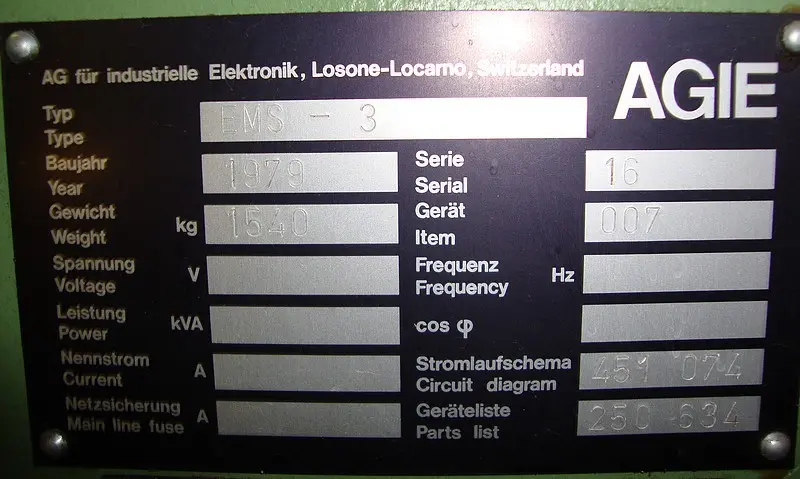 AG für industrielle Elektronik, Losone-Locarno, Switzerland
AGIE
Typ
Type
EMS - 3
Baujahr
Year
1979
Serie
Serial
16
Gewicht
Weight
kg
1540
Gerät
Item
007
Spannung
Voltage
V
Frequenz
Frequency
Hz
Leistung
Power
kVA
cos φ
Nennstrom
Current
A
Stromlaufschema
Circuit diagram
451 074
Netzsicherung
Main line fuse
A
Geräteliste
Parts list
250 634